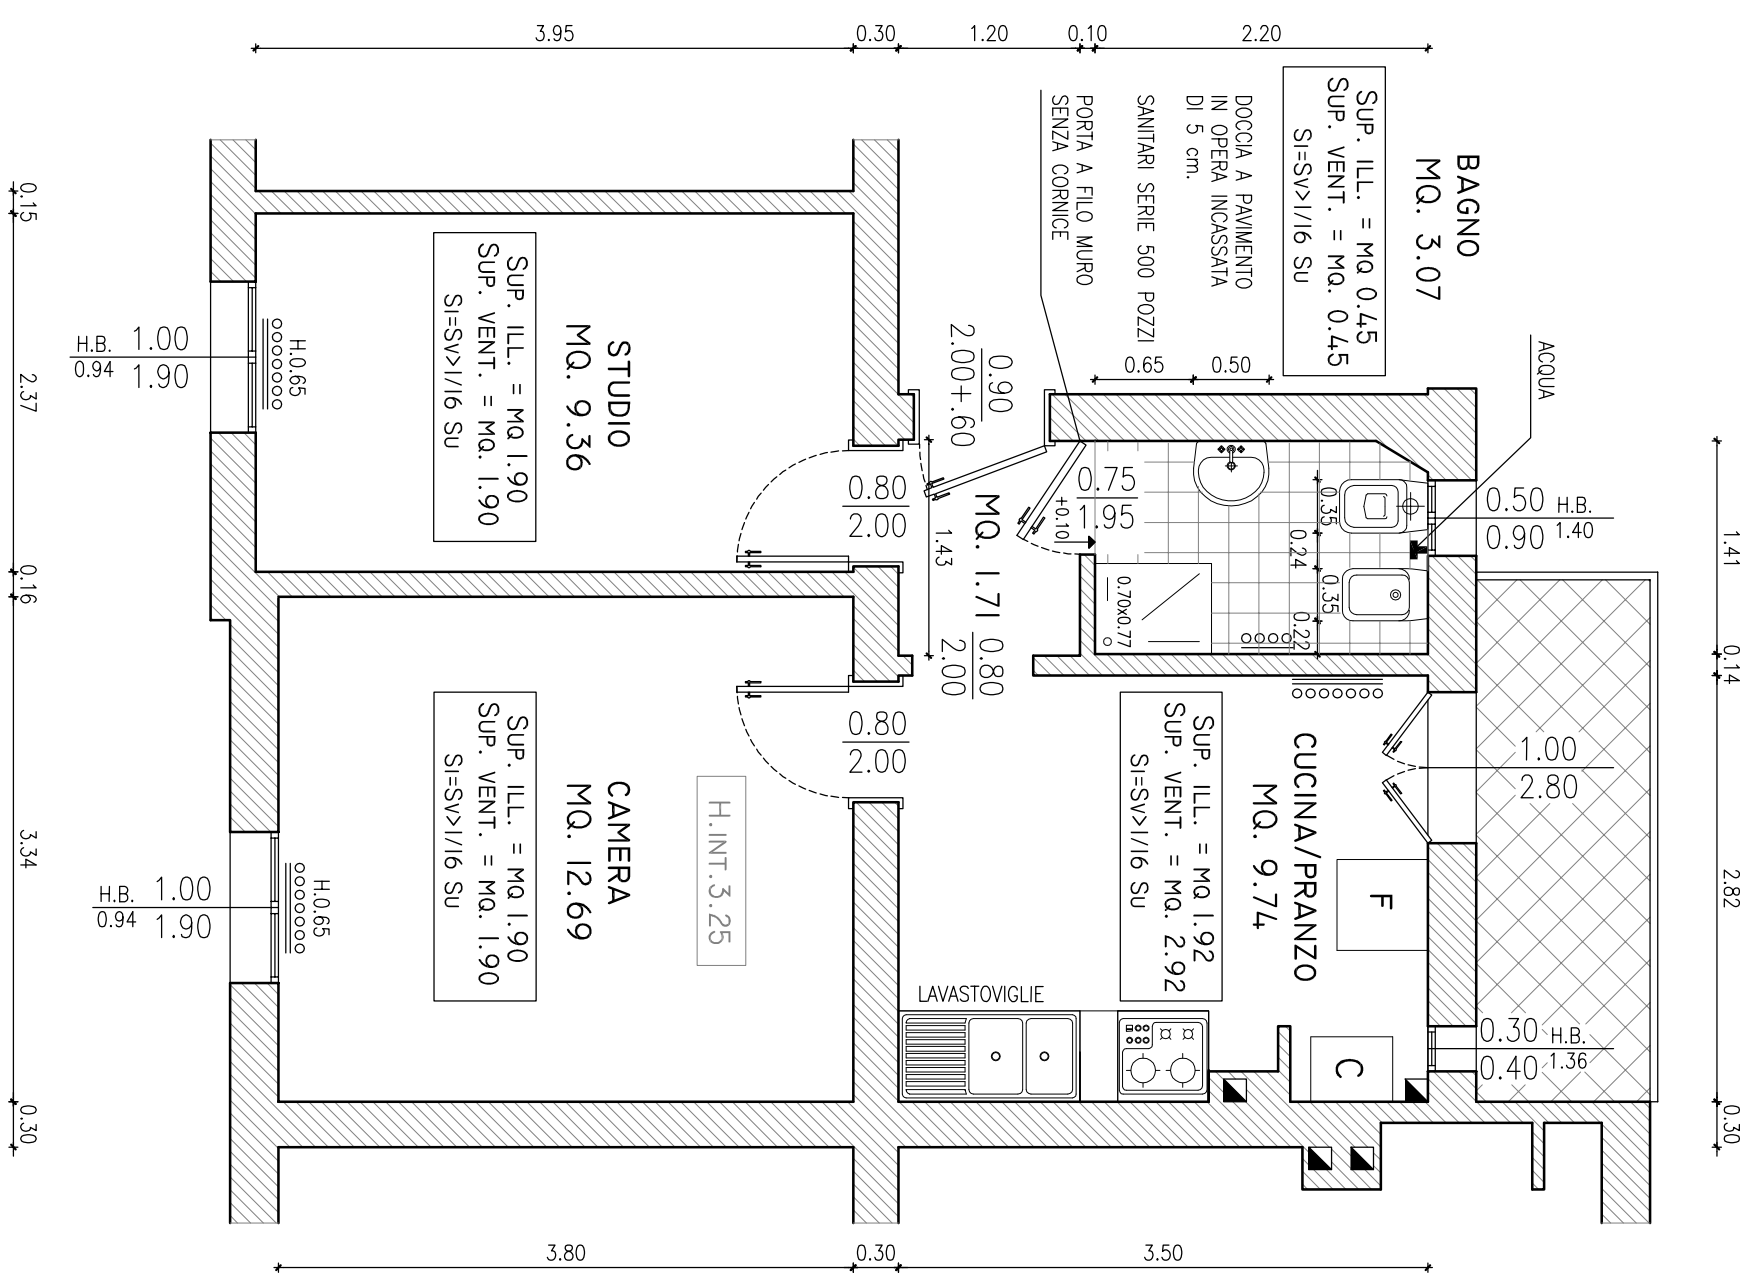 3.95
0.30
1.20
0.10
2.20
BAGNO
MQ. 3.07
SUP. ILL. = MQ 0.45
SUP. VENT. = MQ. 0.45
SI=SV>1/16 SU
DOCCIA A PAVIMENTO
IN OPERA INCASSATA
DI 5 cm.
SANITARI SERIE 500 POZZI
PORTA A FILO MURO
SENZA CORNICE
ACQUA
0.65
0.50
0.90
2.00+.60
0.75
1.95
+0.10
0.35
0.24
0.35
0.22
0.70x0.77
0.50
0.90
H.B.
1.40
STUDIO
MQ. 9.36
SUP. ILL. = MQ 1.90
SUP. VENT. = MQ. 1.90
SI=SV>1/16 SU
H.0.65
H.B.
0.94
1.00
1.90
0.80
2.00
1.43
MQ. 1.71
0.80
2.00
0.80
2.00
CAMERA
MQ. 12.69
SUP. ILL. = MQ 1.90
SUP. VENT. = MQ. 1.90
SI=SV>1/16 SU
H.INT.3.25
H.0.65
H.B.
0.94
1.00
1.90
CUCINA/PRANZO
MQ. 9.74
SUP. ILL. = MQ 1.92
SUP. VENT. = MQ. 2.92
SI=SV>1/16 SU
1.00
2.80
F
C
LAVASTOVIGLIE
0.30
0.40
H.B.
1.36
0.15
2.37
0.16
3.34
0.30
1.41
0.14
2.82
0.30
3.80
0.30
3.50